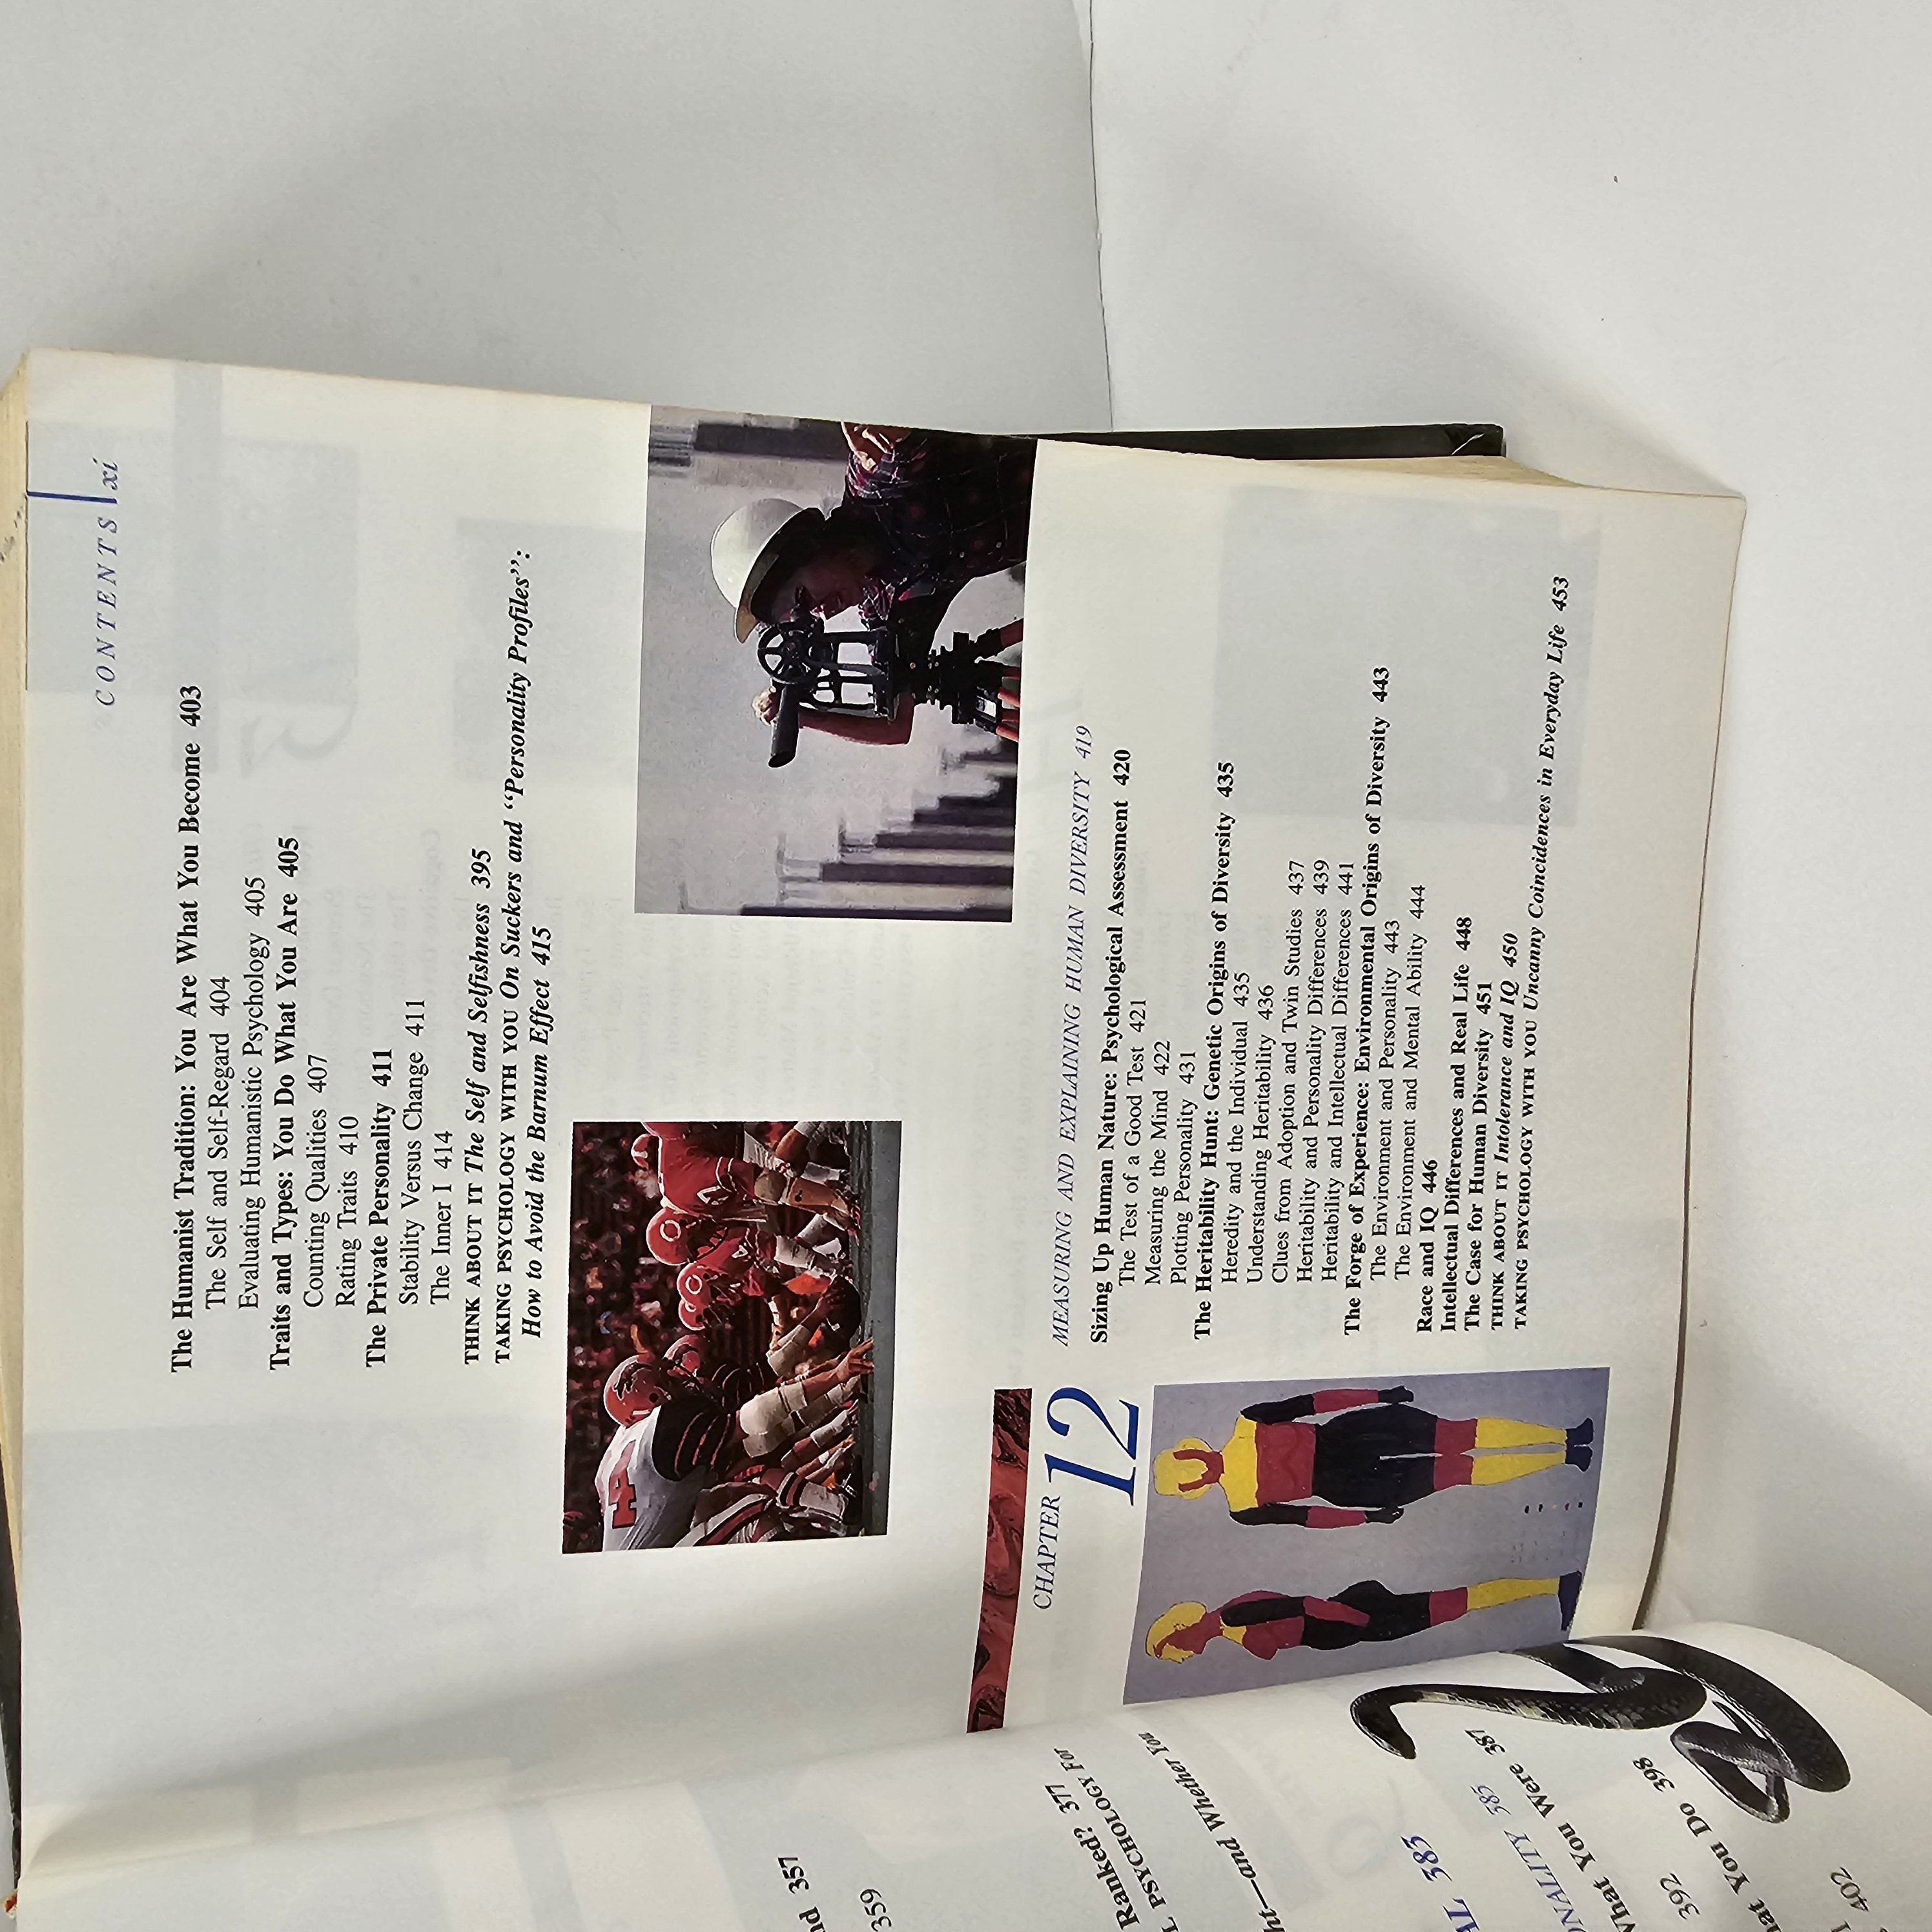 nd 357
359
Ranked? 377
L PSYCHOLOGY For
ht—and Whether You
AL 383
ONALITY 385
What You Were 387
392
hat You Do 398
402
CONTENTS xi
The Humanist Tradition: You Are What You Become 403
The Self and Self-Regard 404
Evaluating Humanistic Psychology 405
Traits and Types: You Do What You Are 405
Counting Qualities 407
Rating Traits 410
The Private Personality 411
Stability Versus Change 411
The Inner I 414
THINK ABOUT IT The Self and Selfishness 395
TAKING PSYCHOLOGY WITH YOU On Suckers and “Personality Profiles”:
How to Avoid the Barnum Effect 415
CHAPTER 12
MEASURING AND EXPLAINING HUMAN DIVERSITY 419
Sizing Up Human Nature: Psychological Assessment 420
The Test of a Good Test 421
Measuring the Mind 422
Plotting Personality 431
The Heritability Hunt: Genetic Origins of Diversity 435
Heredity and the Individual 435
Understanding Heritability 436
Clues from Adoption and Twin Studies 437
Heritability and Personality Differences 439
Heritability and Intellectual Differences 441
The Forge of Experience: Environmental Origins of Diversity 443
The Environment and Personality 443
The Environment and Mental Ability 444
Race and IQ 446
Intellectual Differences and Real Life 448
The Case for Human Diversity 451
THINK ABOUT IT Intolerance and IQ 450
TAKING PSYCHOLOGY WITH YOU Uncanny Coincidences in Everyday Life 453